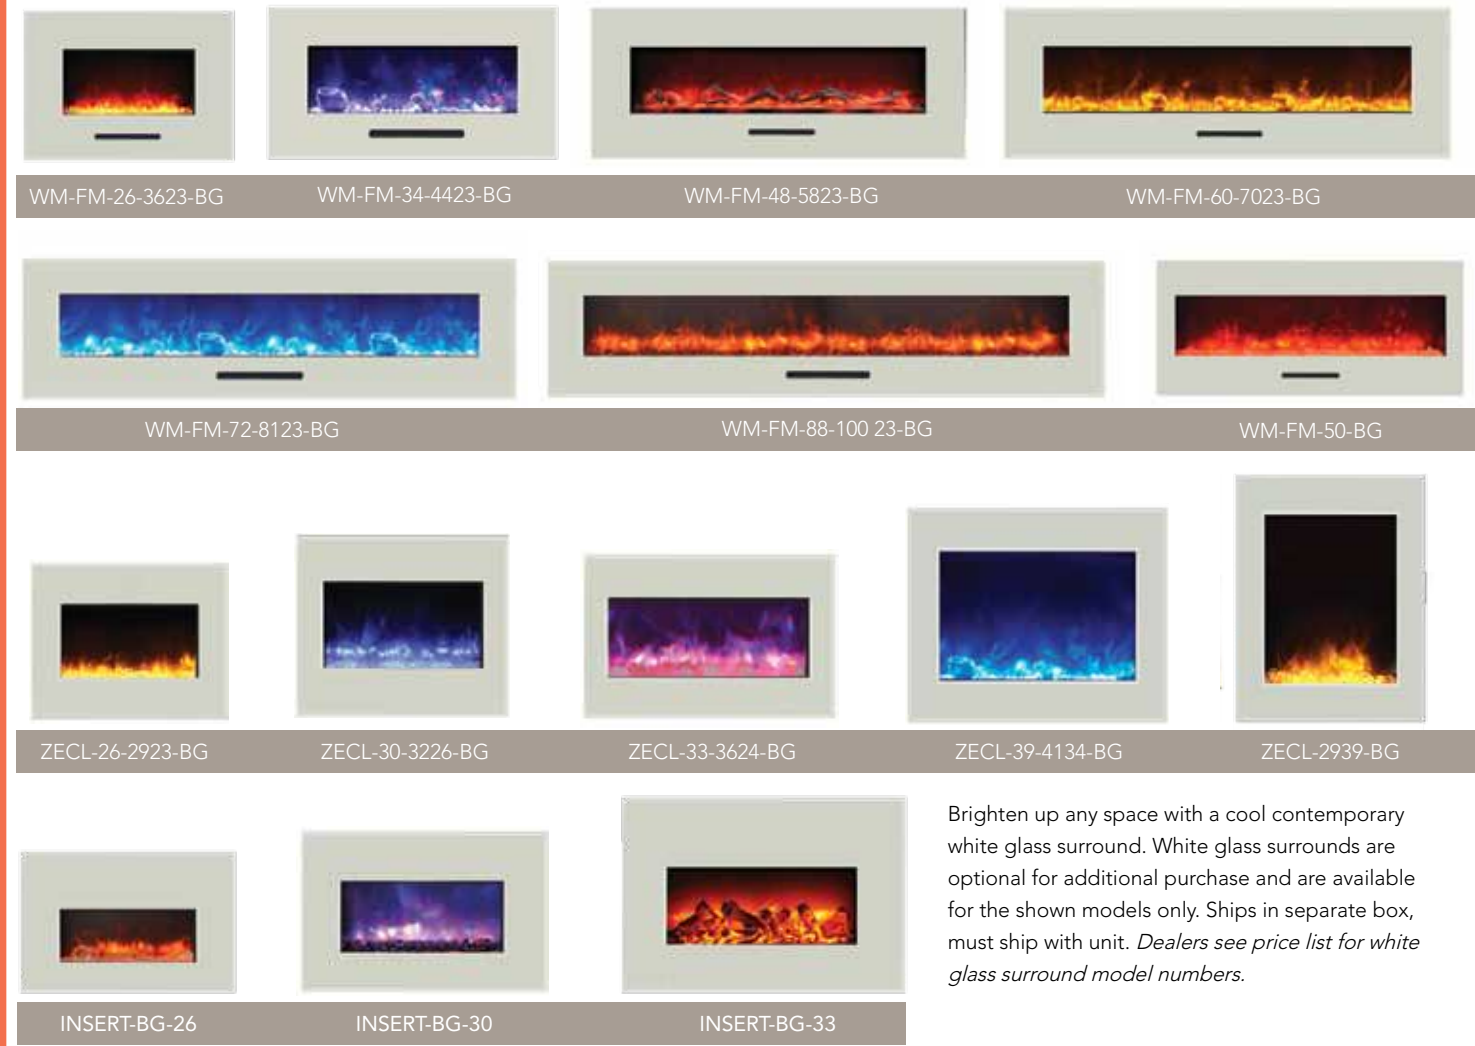 WM-FM-26-3623-BG
WM-FM-34-4423-BG
WM-FM-48-5823-BG
WM-FM-60-7023-BG
WM-FM-72-8123-BG
WM-FM-88-100 23-BG
WM-FM-50-BG
ZECL-26-2923-BG
ZECL-30-3226-BG
ZECL-33-3624-BG
ZECL-39-4134-BG
ZECL-2939-BG
Brighten up any space with a cool contemporary
white glass surround. White glass surrounds are
optional for additional purchase and are available
for the shown models only. Ships in separate box,
must ship with unit. Dealers see price list for white
glass surround model numbers.
INSERT-BG-26
INSERT-BG-30
INSERT-BG-33